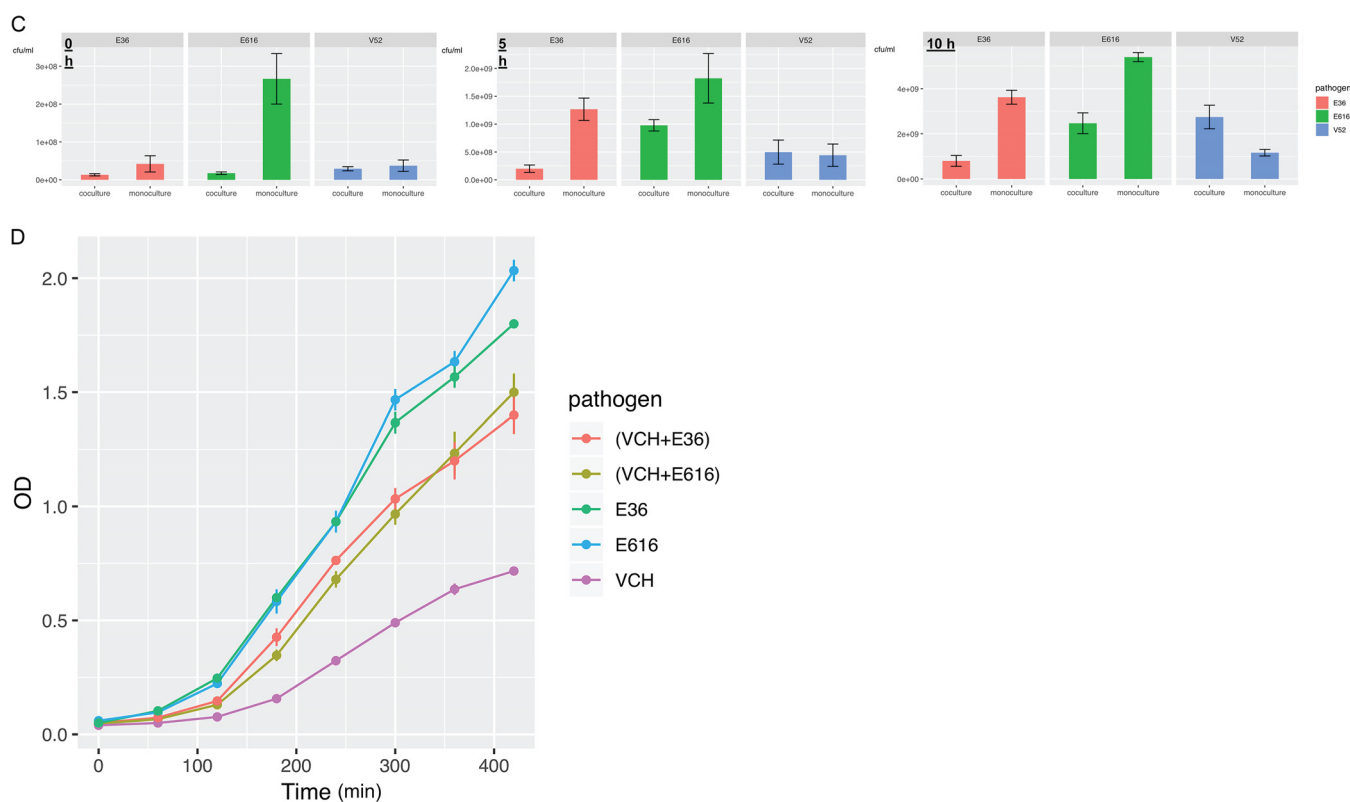 C
cfu/ml
0
h
E36 E616 V52
3e+08
2e+08
1e+08
0e+00
coculture monoculture coculture monoculture coculture monoculture
cfu/ml
5
h
E36 E616 V52
2.0e+09
1.5e+09
1.0e+09
5.0e+08
0.0e+00
coculture monoculture coculture monoculture coculture monoculture
cfu/ml
10 h
E36 E616 V52
4e+09
2e+09
0e+00
coculture monoculture coculture monoculture coculture monoculture
pathogen
E36
E616
V52
D
OD
2.0
1.5
1.0
0.5
0.0
0 100 200 300 400
Time (min)
pathogen
(VCH+E36)
(VCH+E616)
E36
E616
VCH